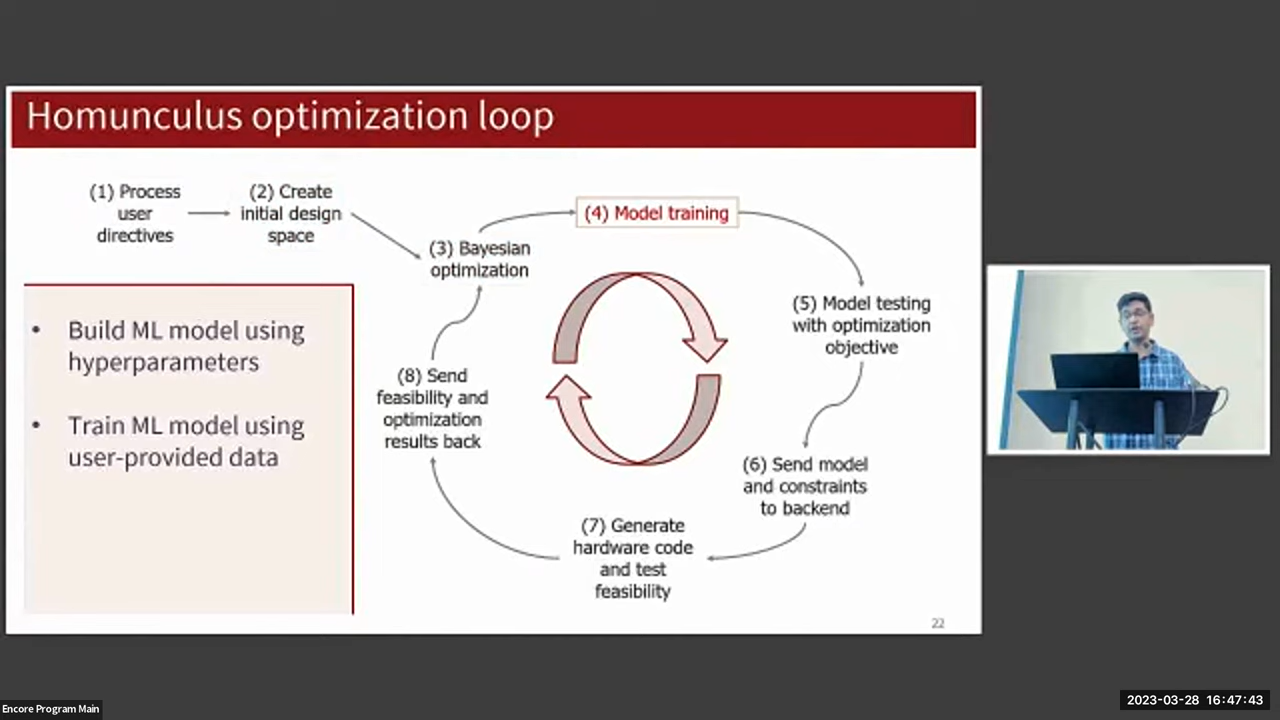 Homunculus optimization loop
(1) Process
user
directives
(2) Create
initial design
space
(3) Bayesian
optimization
(4) Model training
(5) Model testing
with optimization
objective
(6) Send model
and constraints
to backend
(7) Generate
hardware code
and test
feasibility
(8) Send
feasibility and
optimization
results back
• Build ML model using
hyperparameters
• Train ML model using
user-provided data
22
Encore Program Main
2023-03-28 16:47:43